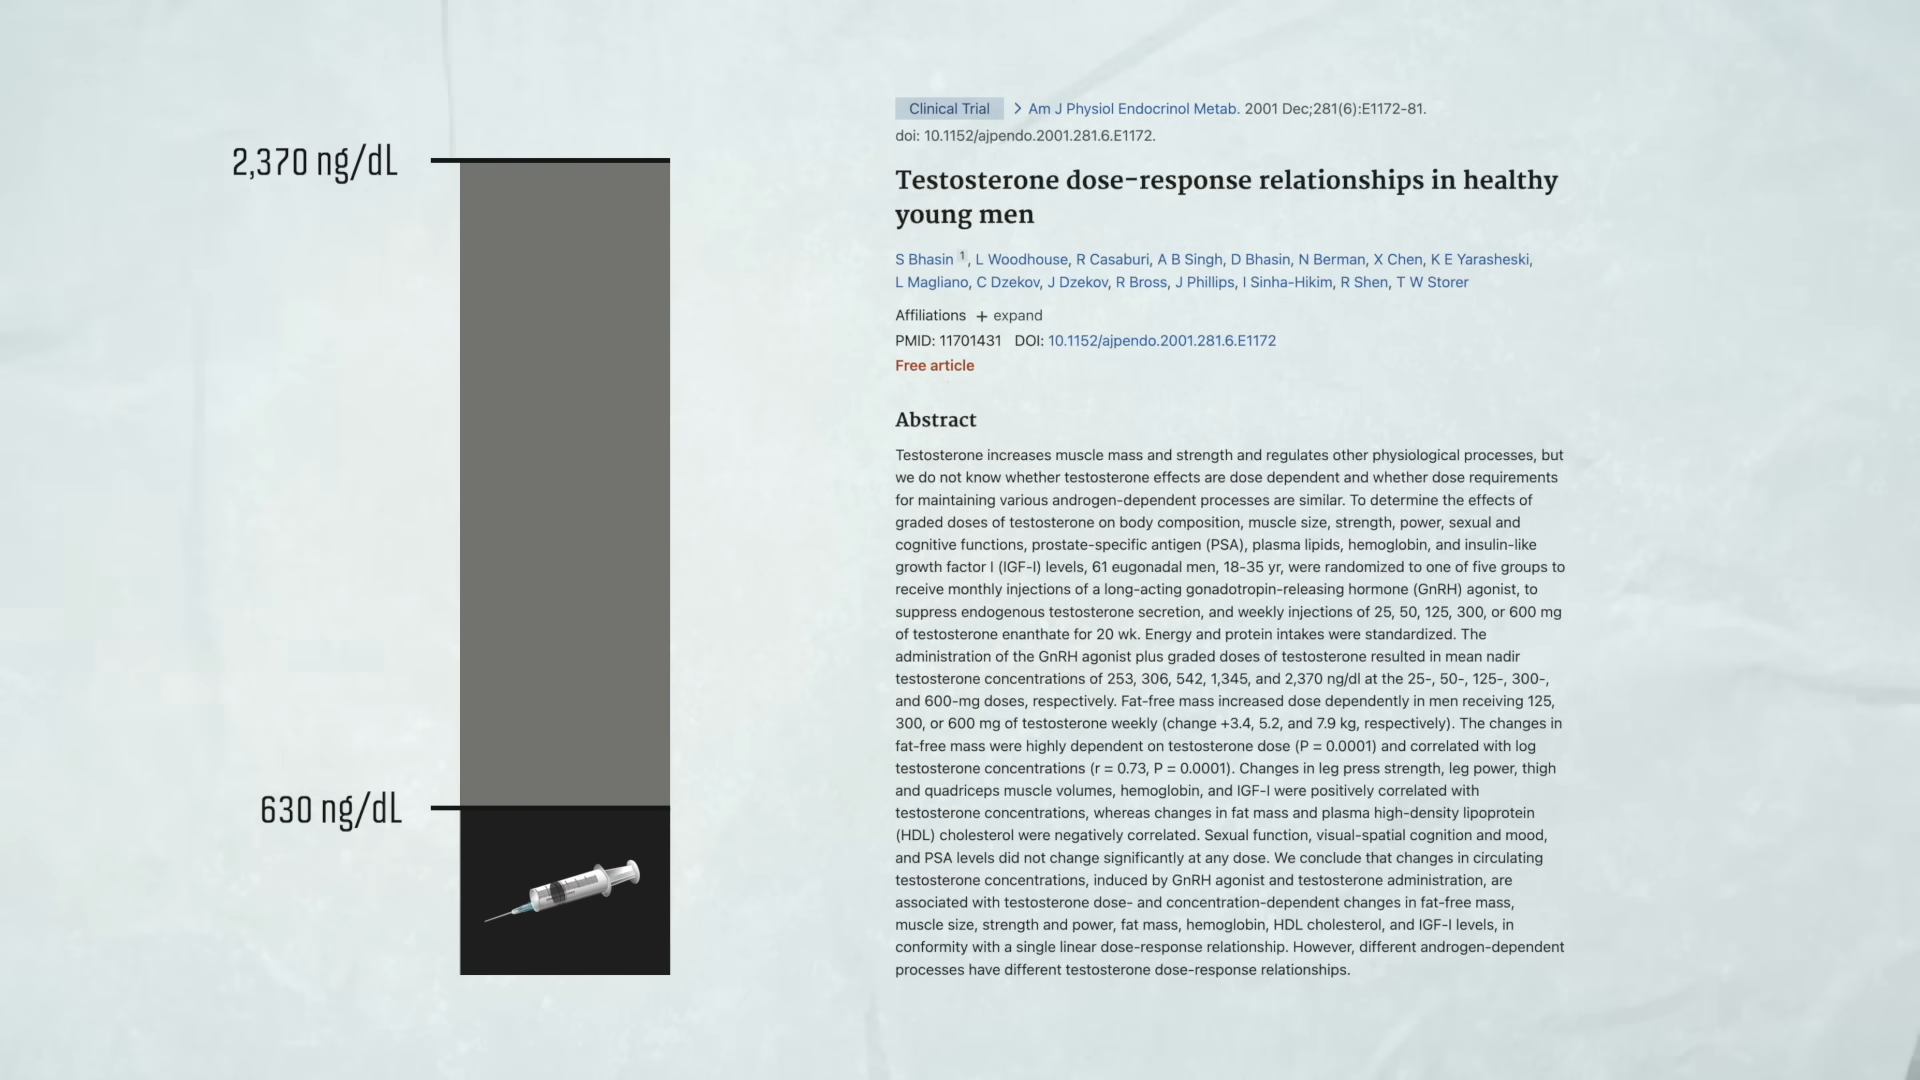 2,370 ng/dL
630 ng/dL
Clinical Trial > Am J Physiol Endocrinol Metab. 2001 Dec;281(6):E1172-81.
doi: 10.1152/ajpendo.2001.281.6.E1172.
Testosterone dose-response relationships in healthy
young men
S Bhasin 1, L Woodhouse, R Casaburi, A B Singh, D Bhasin, N Berman, X Chen, K E Yarasheski,
L Magliano, C Dzekov, J Dzekov, R Bross, J Phillips, I Sinha-Hikim, R Shen, T W Storer
Affiliations + expand
PMID: 11701431 DOI: 10.1152/ajpendo.2001.281.6.E1172
Free article
Abstract
Testosterone increases muscle mass and strength and regulates other physiological processes, but
we do not know whether testosterone effects are dose dependent and whether dose requirements
for maintaining various androgen-dependent processes are similar. To determine the effects of
graded doses of testosterone on body composition, muscle size, strength, power, sexual and
cognitive functions, prostate-specific antigen (PSA), plasma lipids, hemoglobin, and insulin-like
growth factor I (IGF-I) levels, 61 eugonadal men, 18-35 yr, were randomized to one of five groups to
receive monthly injections of a long-acting gonadotropin-releasing hormone (GnRH) agonist, to
suppress endogenous testosterone secretion, and weekly injections of 25, 50, 125, 300, or 600 mg
of testosterone enanthate for 20 wk. Energy and protein intakes were standardized. The
administration of the GnRH agonist plus graded doses of testosterone resulted in mean nadir
testosterone concentrations of 253, 306, 542, 1,345, and 2,370 ng/dl at the 25-, 50-, 125-, 300-,
and 600-mg doses, respectively. Fat-free mass increased dose dependently in men receiving 125,
300, or 600 mg of testosterone weekly (change +3.4, 5.2, and 7.9 kg, respectively). The changes in
fat-free mass were highly dependent on testosterone dose (P = 0.0001) and correlated with log
testosterone concentrations (r = 0.73, P = 0.0001). Changes in leg press strength, leg power, thigh
and quadriceps muscle volumes, hemoglobin, and IGF-I were positively correlated with
testosterone concentrations, whereas changes in fat mass and plasma high-density lipoprotein
(HDL) cholesterol were negatively correlated. Sexual function, visual-spatial cognition and mood,
and PSA levels did not change significantly at any dose. We conclude that changes in circulating
testosterone concentrations, induced by GnRH agonist and testosterone administration, are
associated with testosterone dose- and concentration-dependent changes in fat-free mass,
muscle size, strength and power, fat mass, hemoglobin, HDL cholesterol, and IGF-I levels, in
conformity with a single linear dose-response relationship. However, different androgen-dependent
processes have different testosterone dose-response relationships.